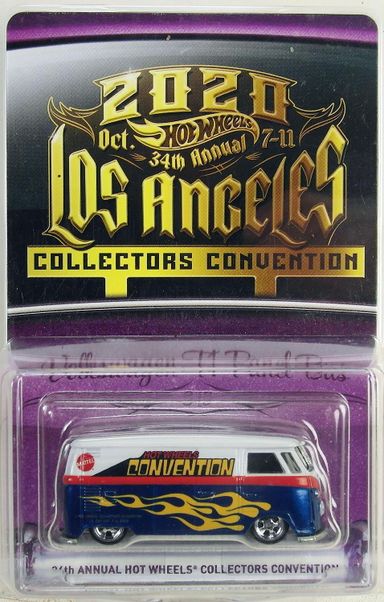 2020
Oct. HOT WHEELS 7-11
34th Annual
LOS ANGELES
COLLECTORS CONVENTION
Volkswagen T1 Panel Bus
MATTEL
HOT WHEELS
CONVENTION
34th ANNUAL HOT WHEELS® COLLECTORS CONVENTION